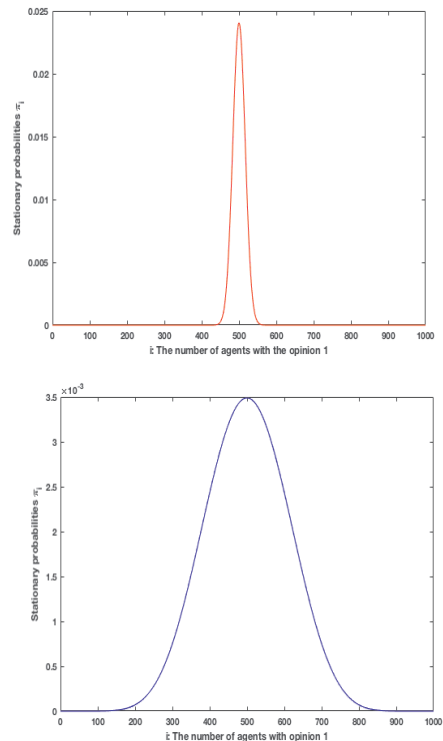 0.025
0.02
0.015
0.01
0.005
0
Stationary probabilities π_i
0 100 200 300 400 500 600 700 800 900 1000
i: The number of agents with the opinion 1
×10⁻³
3.5
3
2.5
2
1.5
1
0.5
0
Stationary probabilities π_i
0 100 200 300 400 500 600 700 800 900 1000
i: The number of agents with opinion 1